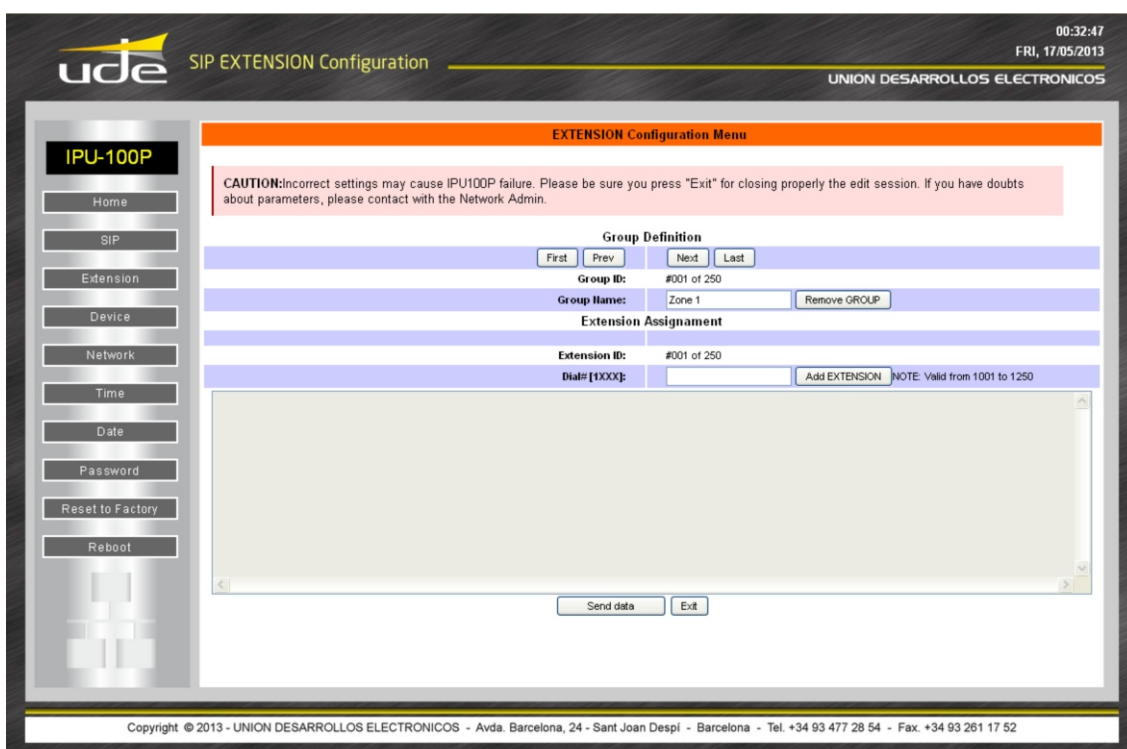 00:32:47
FRI, 17/05/2013
ude
SIP EXTENSION Configuration
UNION DESARROLLOS ELECTRONICOS
IPU-100P
Home
SIP
Extension
Device
Network
Time
Date
Password
Reset to Factory
Reboot
EXTENSION Configuration Menu
CAUTION:Incorrect settings may cause IPU100P failure. Please be sure you press "Exit" for closing properly the edit session. If you have doubts
about parameters, please contact with the Network Admin.
Group Definition
First Prev Next Last
Group ID: #001 of 250
Group Name: Zone 1 Remove GROUP
Extension Assignament
Extension ID: #001 of 250
Dial# [1XXX]: Add EXTENSION NOTE: Valid from 1001 to 1250
Send data Exit
Copyright © 2013 - UNION DESARROLLOS ELECTRONICOS - Avda. Barcelona, 24 - Sant Joan Despí - Barcelona - Tel. +34 93 477 28 54 - Fax. +34 93 261 17 52